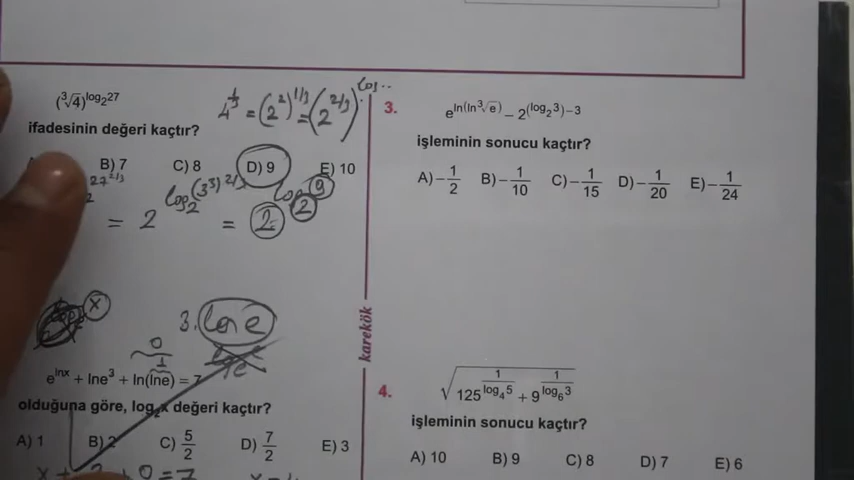 (∛4)^log₂27
4^1/3 = (2²)^1/3 = (2^2/3)^log..
ifadesinin değeri kaçtır?
B) 7 C) 8 D) 9 E) 10
= 2^log₂(3³)^2/3 = 2^log₂9
x
3. lne
e^lnx + lne³ + ln(lne) = 7
olduğuna göre, log₂x değeri kaçtır?
A) 1 B) 2 C) 5/2 D) 7/2 E) 3
3.
e^ln(ln∛e) – 2^(log₂3)–3
işleminin sonucu kaçtır?
A) –1/2 B) –1/10 C) –1/15 D) –1/20 E) –1/24
karekök
4.
√(125^(1/log₄5) + 9^(1/log₆3))
işleminin sonucu kaçtır?
A) 10 B) 9 C) 8 D) 7 E) 6